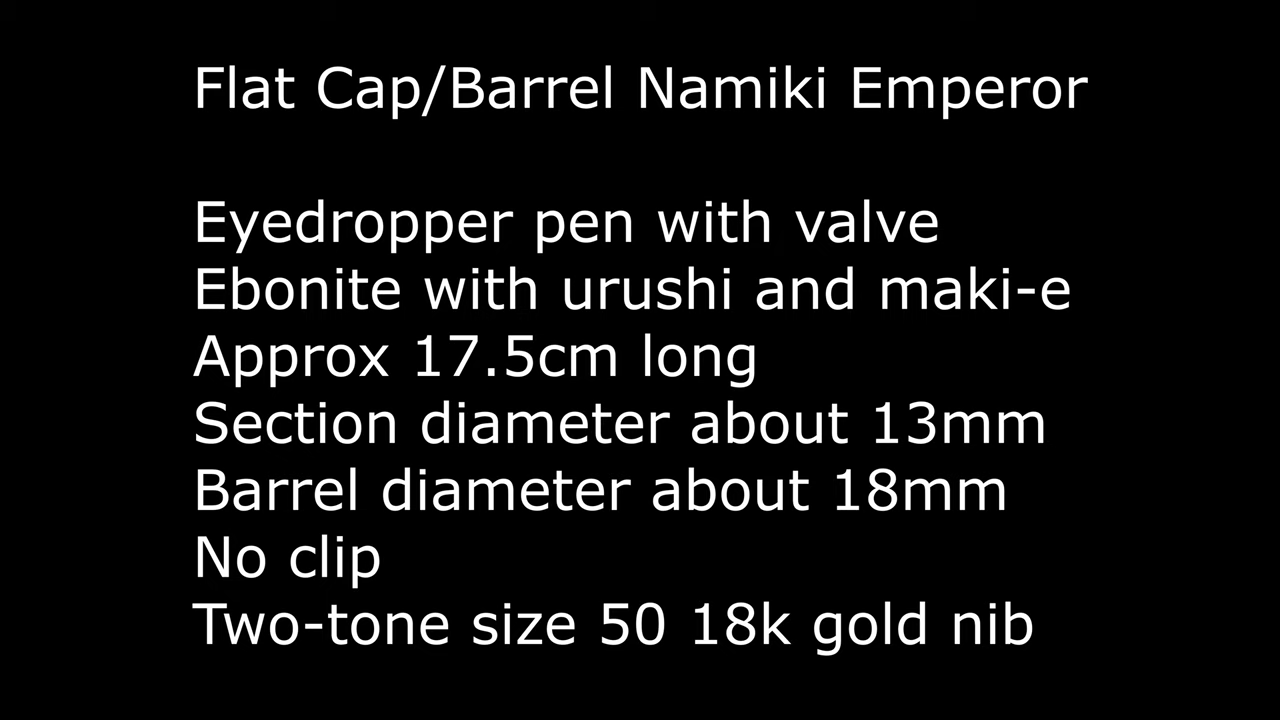 Flat Cap/Barrel Namiki Emperor
Eyedropper pen with valve
Ebonite with urushi and maki-e
Approx 17.5cm long
Section diameter about 13mm
Barrel diameter about 18mm
No clip
Two-tone size 50 18k gold nib